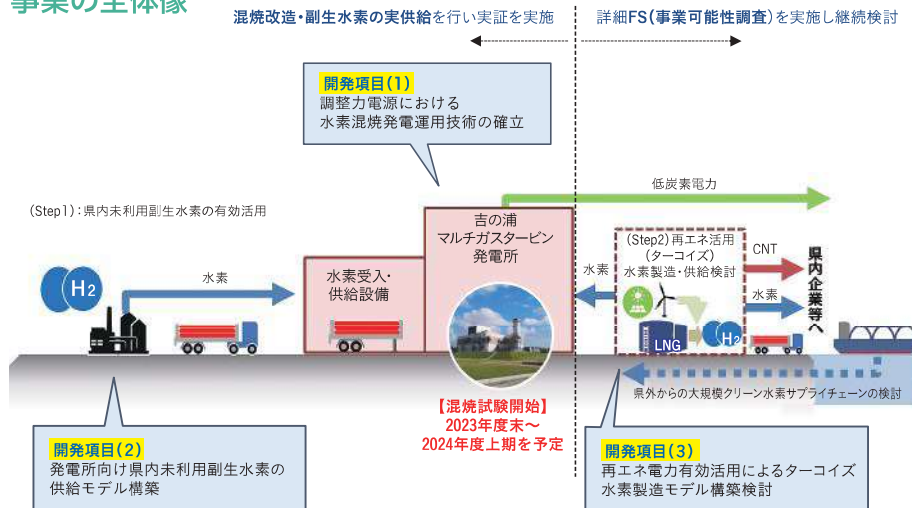 事業の全体像
混焼改造・副生水素の実供給を行い実証を実施
詳細FS(事業可能性調査)を実施し継続検討
開発項目(1)
調整力電源における
水素混焼発電運用技術の確立
低炭素電力
(Step1):県内未利用副生水素の有効活用
吉の浦
マルチガスタービン
発電所
(Step2)再エネ活用
(ターコイズ)
水素製造・供給検討
CNT
県内企業等へ
水素
H2
水素受入・
供給設備
水素
水素
LNG
H2
県外からの大規模クリーン水素サプライチェーンの検討
【混焼試験開始】
2023年度末~
2024年度上期を予定
開発項目(2)
発電所向け県内未利用副生水素の
供給モデル構築
開発項目(3)
再エネ電力有効活用によるターコイズ
水素製造モデル構築検討